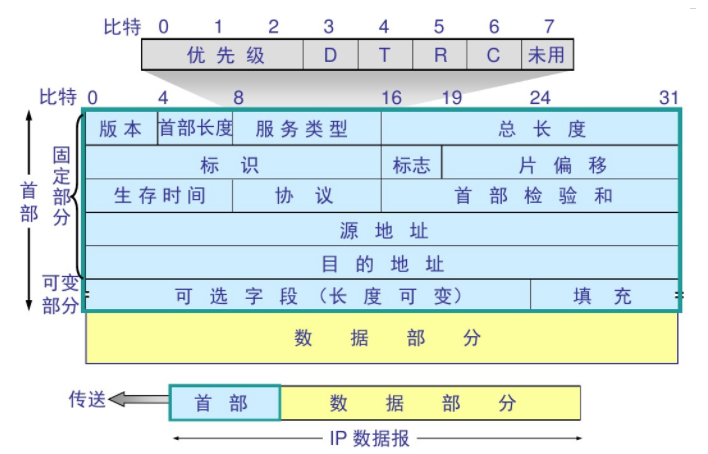 比特 0 1 2 3 4 5 6 7
优先级 D T R C 未用
比特 0 4 8 16 19 24 31
版本 首部长度 服务类型 总长度
标识 标志 片偏移
生存时间 协议 首部检验和
源地址
目的地址
可选字段（长度可变） 填充
数据部分
首部
固定部分
可变部分
传送 首部 数据部分
IP 数据报